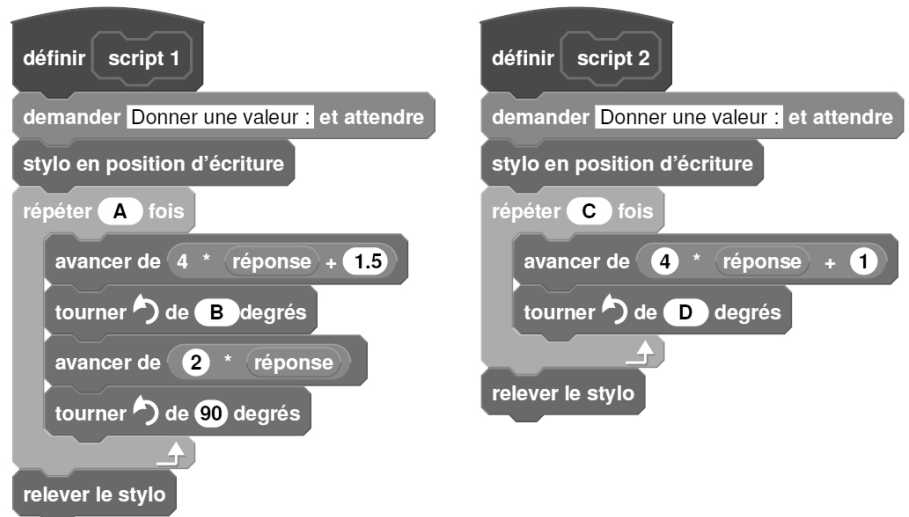 définir script 1
demander Donner une valeur : et attendre
stylo en position d'écriture
répéter A fois
avancer de 4 * réponse + 1.5
tourner de B degrés
avancer de 2 * réponse
tourner de 90 degrés
relever le stylo
définir script 2
demander Donner une valeur : et attendre
stylo en position d'écriture
répéter C fois
avancer de 4 * réponse + 1
tourner de D degrés
relever le stylo